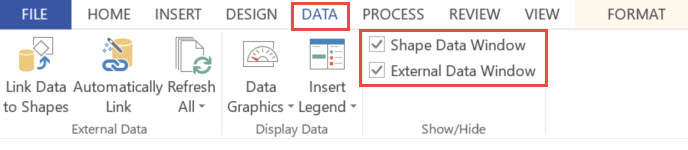 FILE HOME INSERT DESIGN DATA PROCESS REVIEW VIEW FORMAT
Link Data
to Shapes
Automatically
Link
Refresh
All
External Data
Data
Graphics
Insert
Legend
Display Data
Shape Data Window
External Data Window
Show/Hide